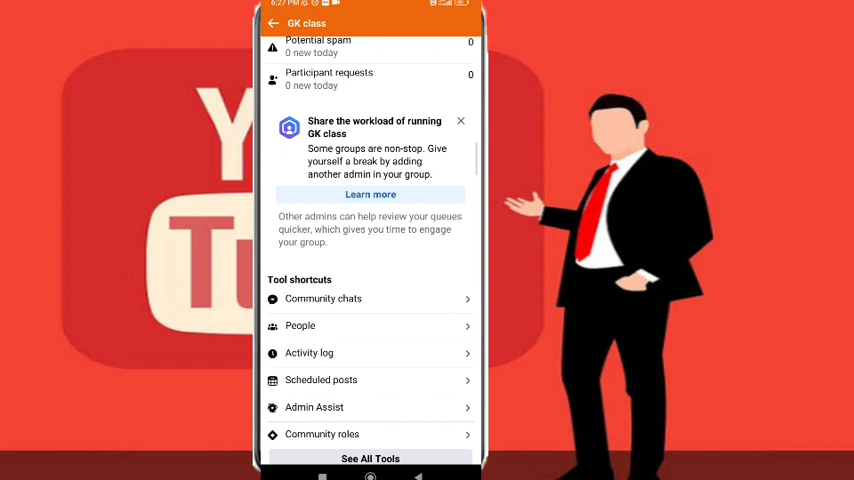 6:27 PM
GK class
Potential spam
0
0 new today
Participant requests
0
0 new today
Share the workload of running
GK class
Some groups are non-stop. Give
yourself a break by adding
another admin in your group.
Learn more
Other admins can help review your queues
quicker, which gives you time to engage
your group.
Tool shortcuts
Community chats
People
Activity log
Scheduled posts
Admin Assist
Community roles
See All Tools
Y
Tu